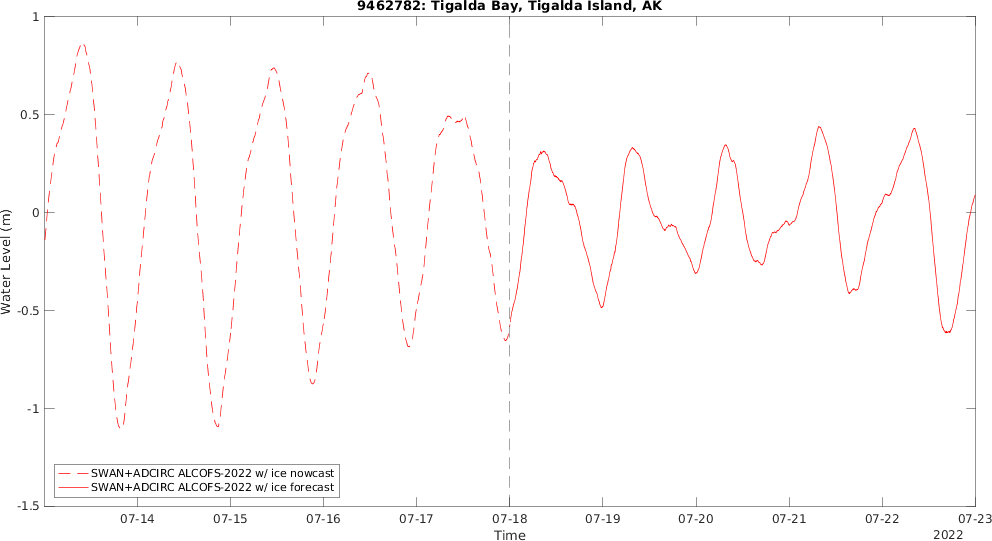 9462782: Tigalda Bay, Tigalda Island, AK
1
0.5
0
-0.5
-1
-1.5
Water Level (m)
SWAN+ADCIRC ALCOFS-2022 w/ ice nowcast
SWAN+ADCIRC ALCOFS-2022 w/ ice forecast
07-14 07-15 07-16 07-17 07-18 07-19 07-20 07-21 07-22 07-23
Time
2022